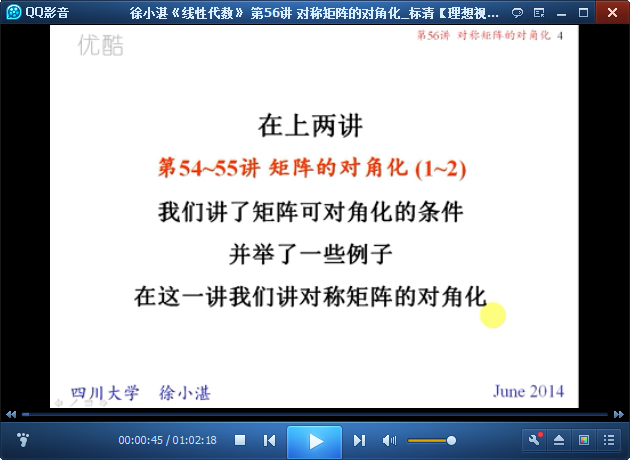 QQ影音
徐小湛《线性代数》 第56讲 对称矩阵的对角化_标清【理想视...
优酷
第56讲 对称矩阵的对角化 4
在上两讲
第54~55讲 矩阵的对角化 (1~2)
我们讲了矩阵可对角化的条件
并举了一些例子
在这一讲我们讲对称矩阵的对角化
四川大学 徐小湛
June 2014
00:00:45 / 01:02:18